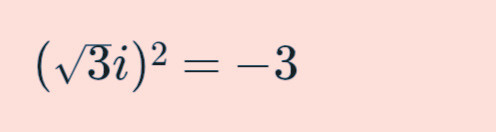 (√3i)² = −3